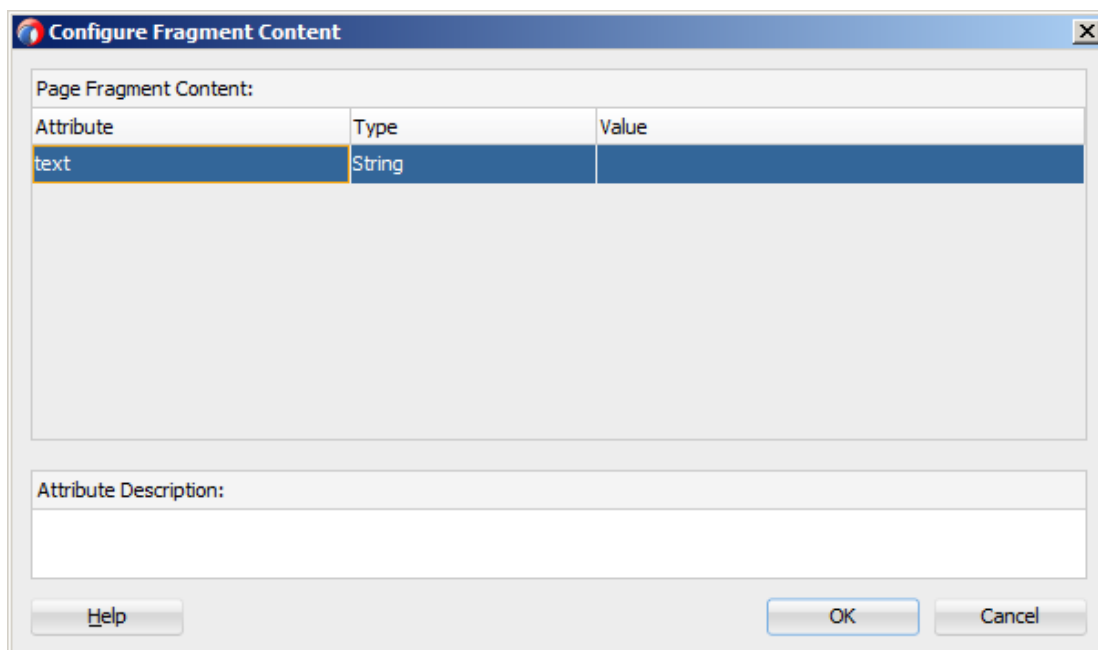 Configure Fragment Content
Page Fragment Content:
Attribute Type Value
text String
Attribute Description:
Help OK Cancel